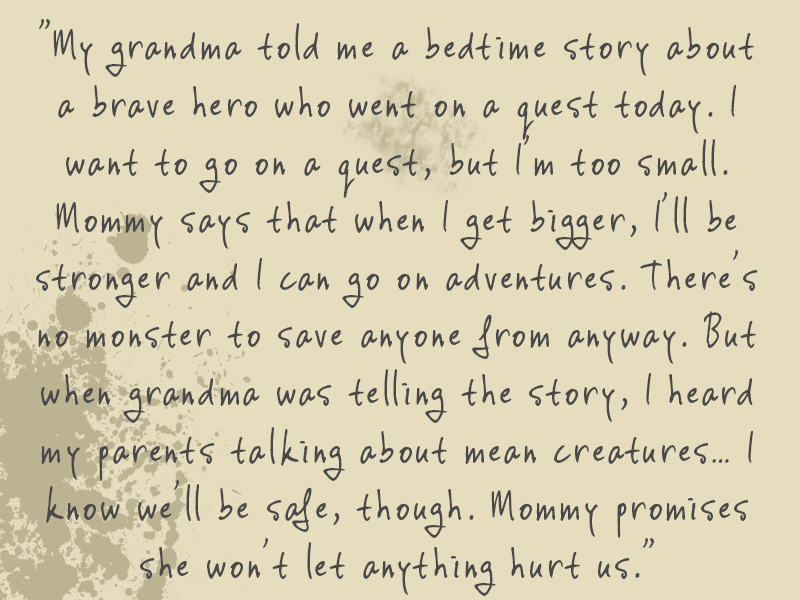 "My grandma told me a bedtime story about
a brave hero who went on a quest today. I
want to go on a quest, but I'm too small.
Mommy says that when I get bigger, I'll be
stronger and I can go on adventures. There's
no monster to save anyone from anyway. But
when grandma was telling the story, I heard
my parents talking about mean creatures... I
know we'll be safe, though. Mommy promises
she won't let anything hurt us."